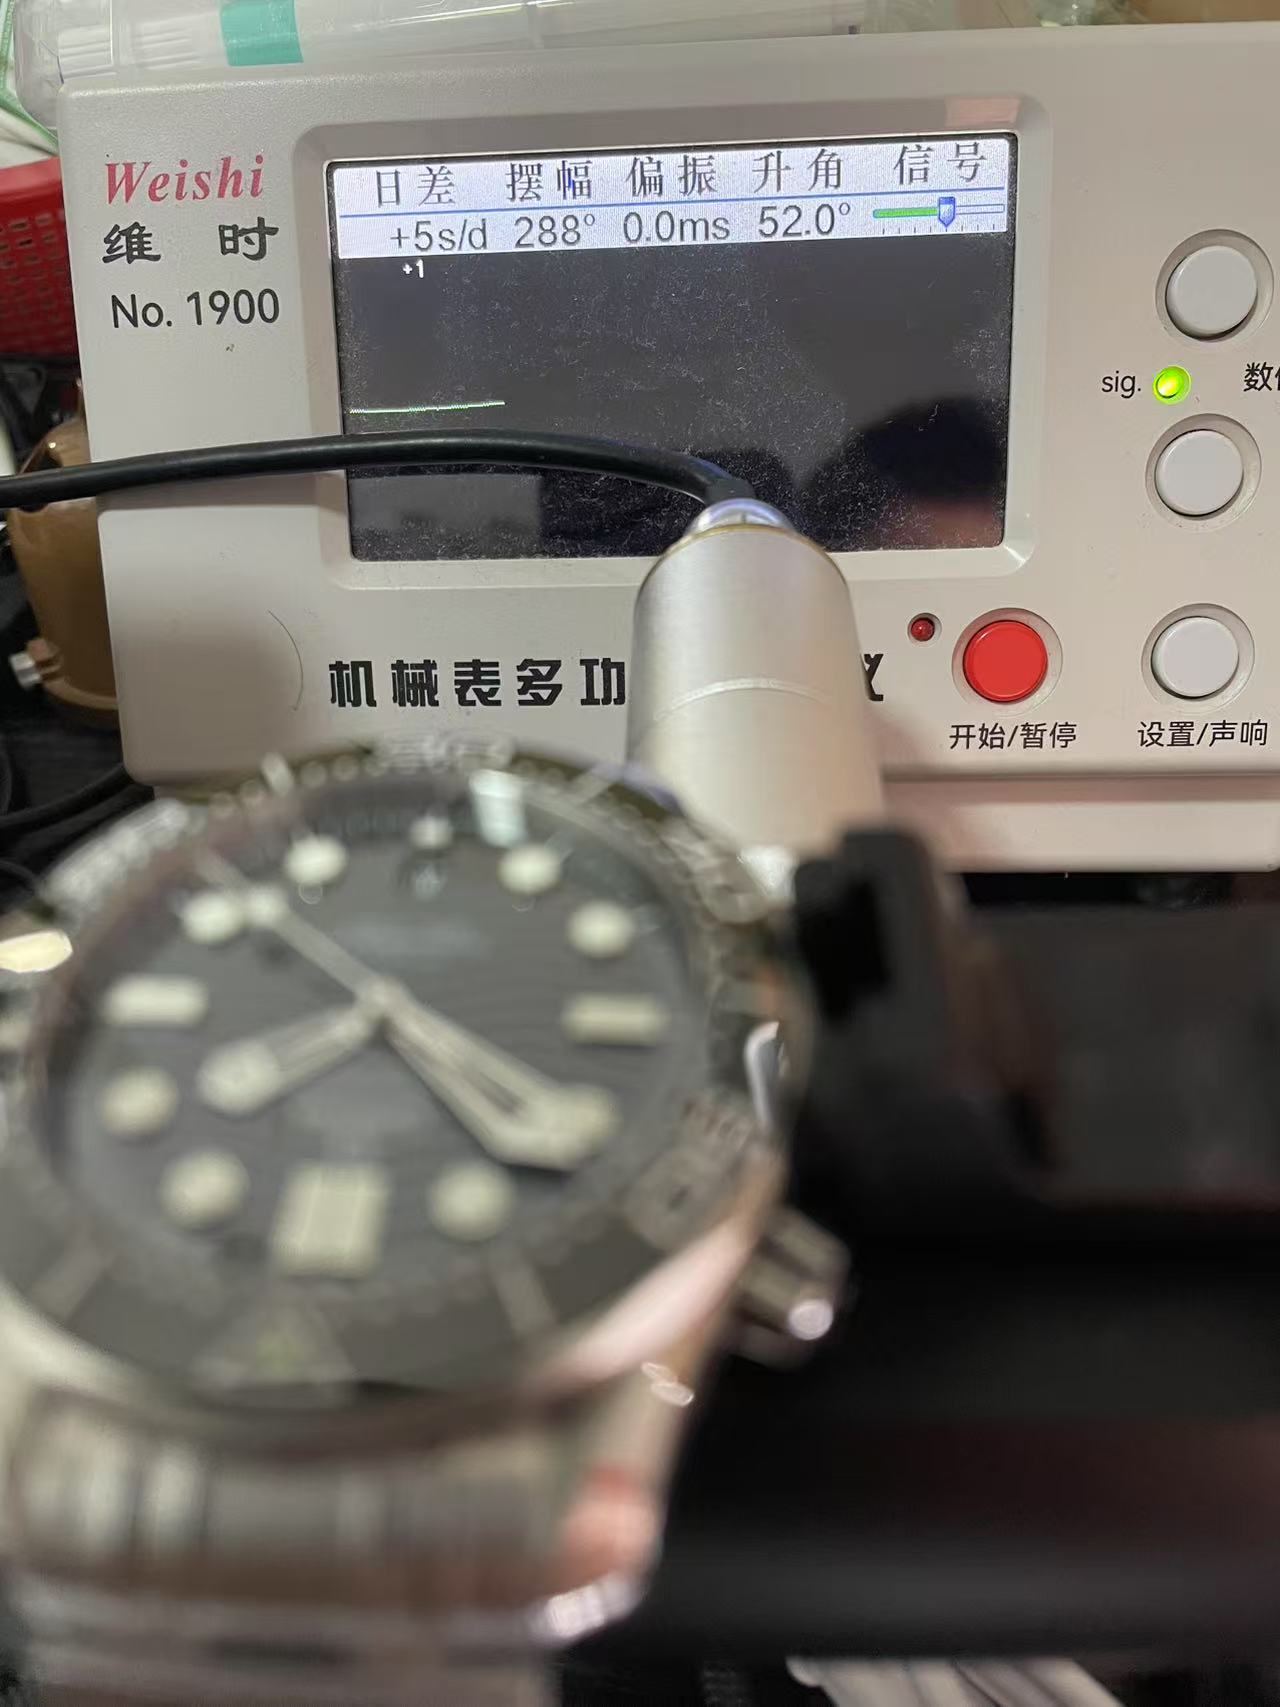 Weishi
维时
No. 1900
日差 摆幅 偏振 升角 信号
+5s/d 288° 0.0ms 52.0°
+1
sig.
机械表多功
开始/暂停
设置/声响